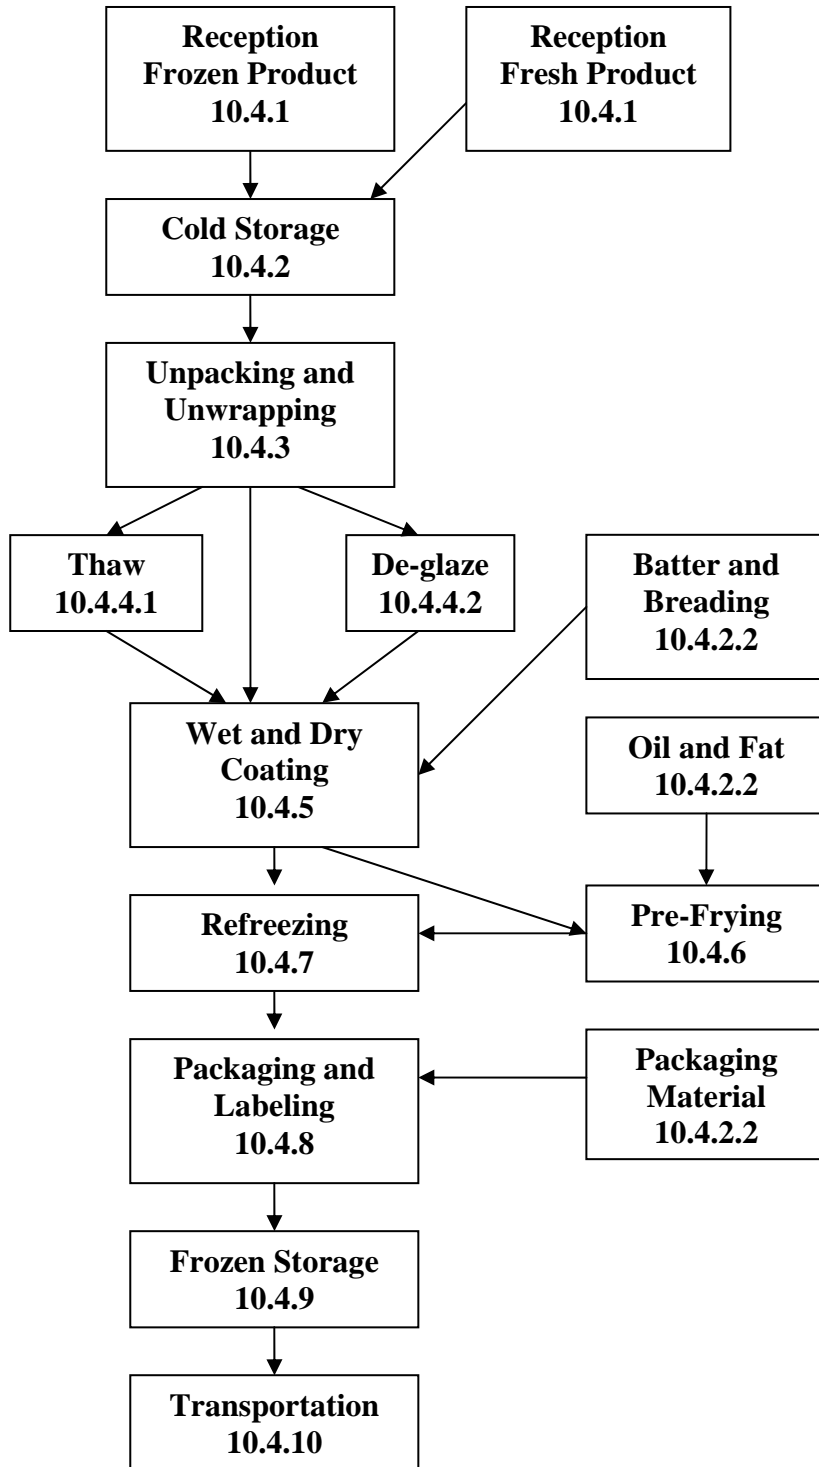 Reception
Frozen Product
10.4.1
Reception
Fresh Product
10.4.1
Cold Storage
10.4.2
Unpacking and
Unwrapping
10.4.3
Thaw
10.4.4.1
De-glaze
10.4.4.2
Batter and
Breading
10.4.2.2
Wet and Dry
Coating
10.4.5
Oil and Fat
10.4.2.2
Refreezing
10.4.7
Pre-Frying
10.4.6
Packaging and
Labeling
10.4.8
Packaging
Material
10.4.2.2
Frozen Storage
10.4.9
Transportation
10.4.10